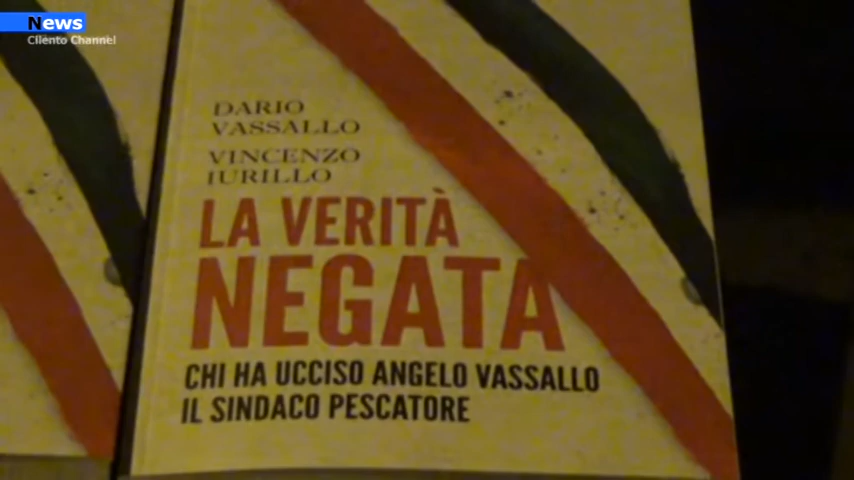 News
Cilento Channel
DARIO
VASSALLO
VINCENZO
IURILLO
LA VERITÀ
NEGATA
CHI HA UCCISO ANGELO VASSALLO
IL SINDACO PESCATORE